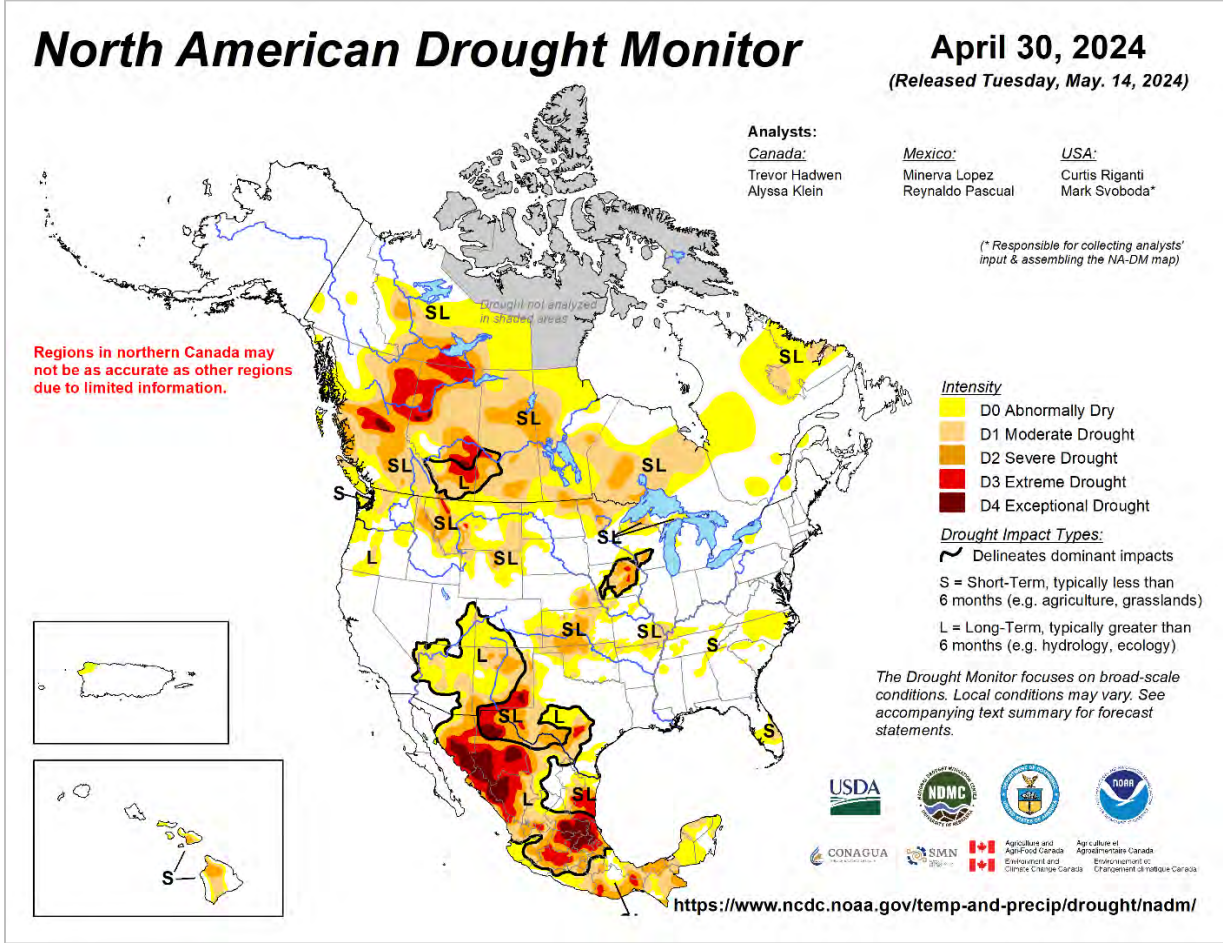 North American Drought Monitor
April 30, 2024
(Released Tuesday, May. 14, 2024)
Analysts:
Canada:
Trevor Hadwen
Alyssa Klein
Mexico:
Minerva Lopez
Reynaldo Pascual
USA:
Curtis Riganti
Mark Svoboda*
(* Responsible for collecting analysts'
input & assembling the NA-DM map)
Drought not analyzed
in shaded areas
Regions in northern Canada may
not be as accurate as other regions
due to limited information.
SL
SL
SL
SL
SL
L
S
SL
L
SL
SL
SL
SL
S
L
SL
L
S
SL
L
S
Intensity
D0 Abnormally Dry
D1 Moderate Drought
D2 Severe Drought
D3 Extreme Drought
D4 Exceptional Drought
Drought Impact Types:
Delineates dominant impacts
S = Short-Term, typically less than
6 months (e.g. agriculture, grasslands)
L = Long-Term, typically greater than
6 months (e.g. hydrology, ecology)
The Drought Monitor focuses on broad-scale
conditions. Local conditions may vary. See
accompanying text summary for forecast
statements.
USDA
NDMC
NOAA
CONAGUA
SMN
Agriculture and
Agri-Food Canada
Agriculture et
Agroalimentaire Canada
Environment and
Climate Change Canada
Environnement et
Changement climatique Canada
https://www.ncdc.noaa.gov/temp-and-precip/drought/nadm/